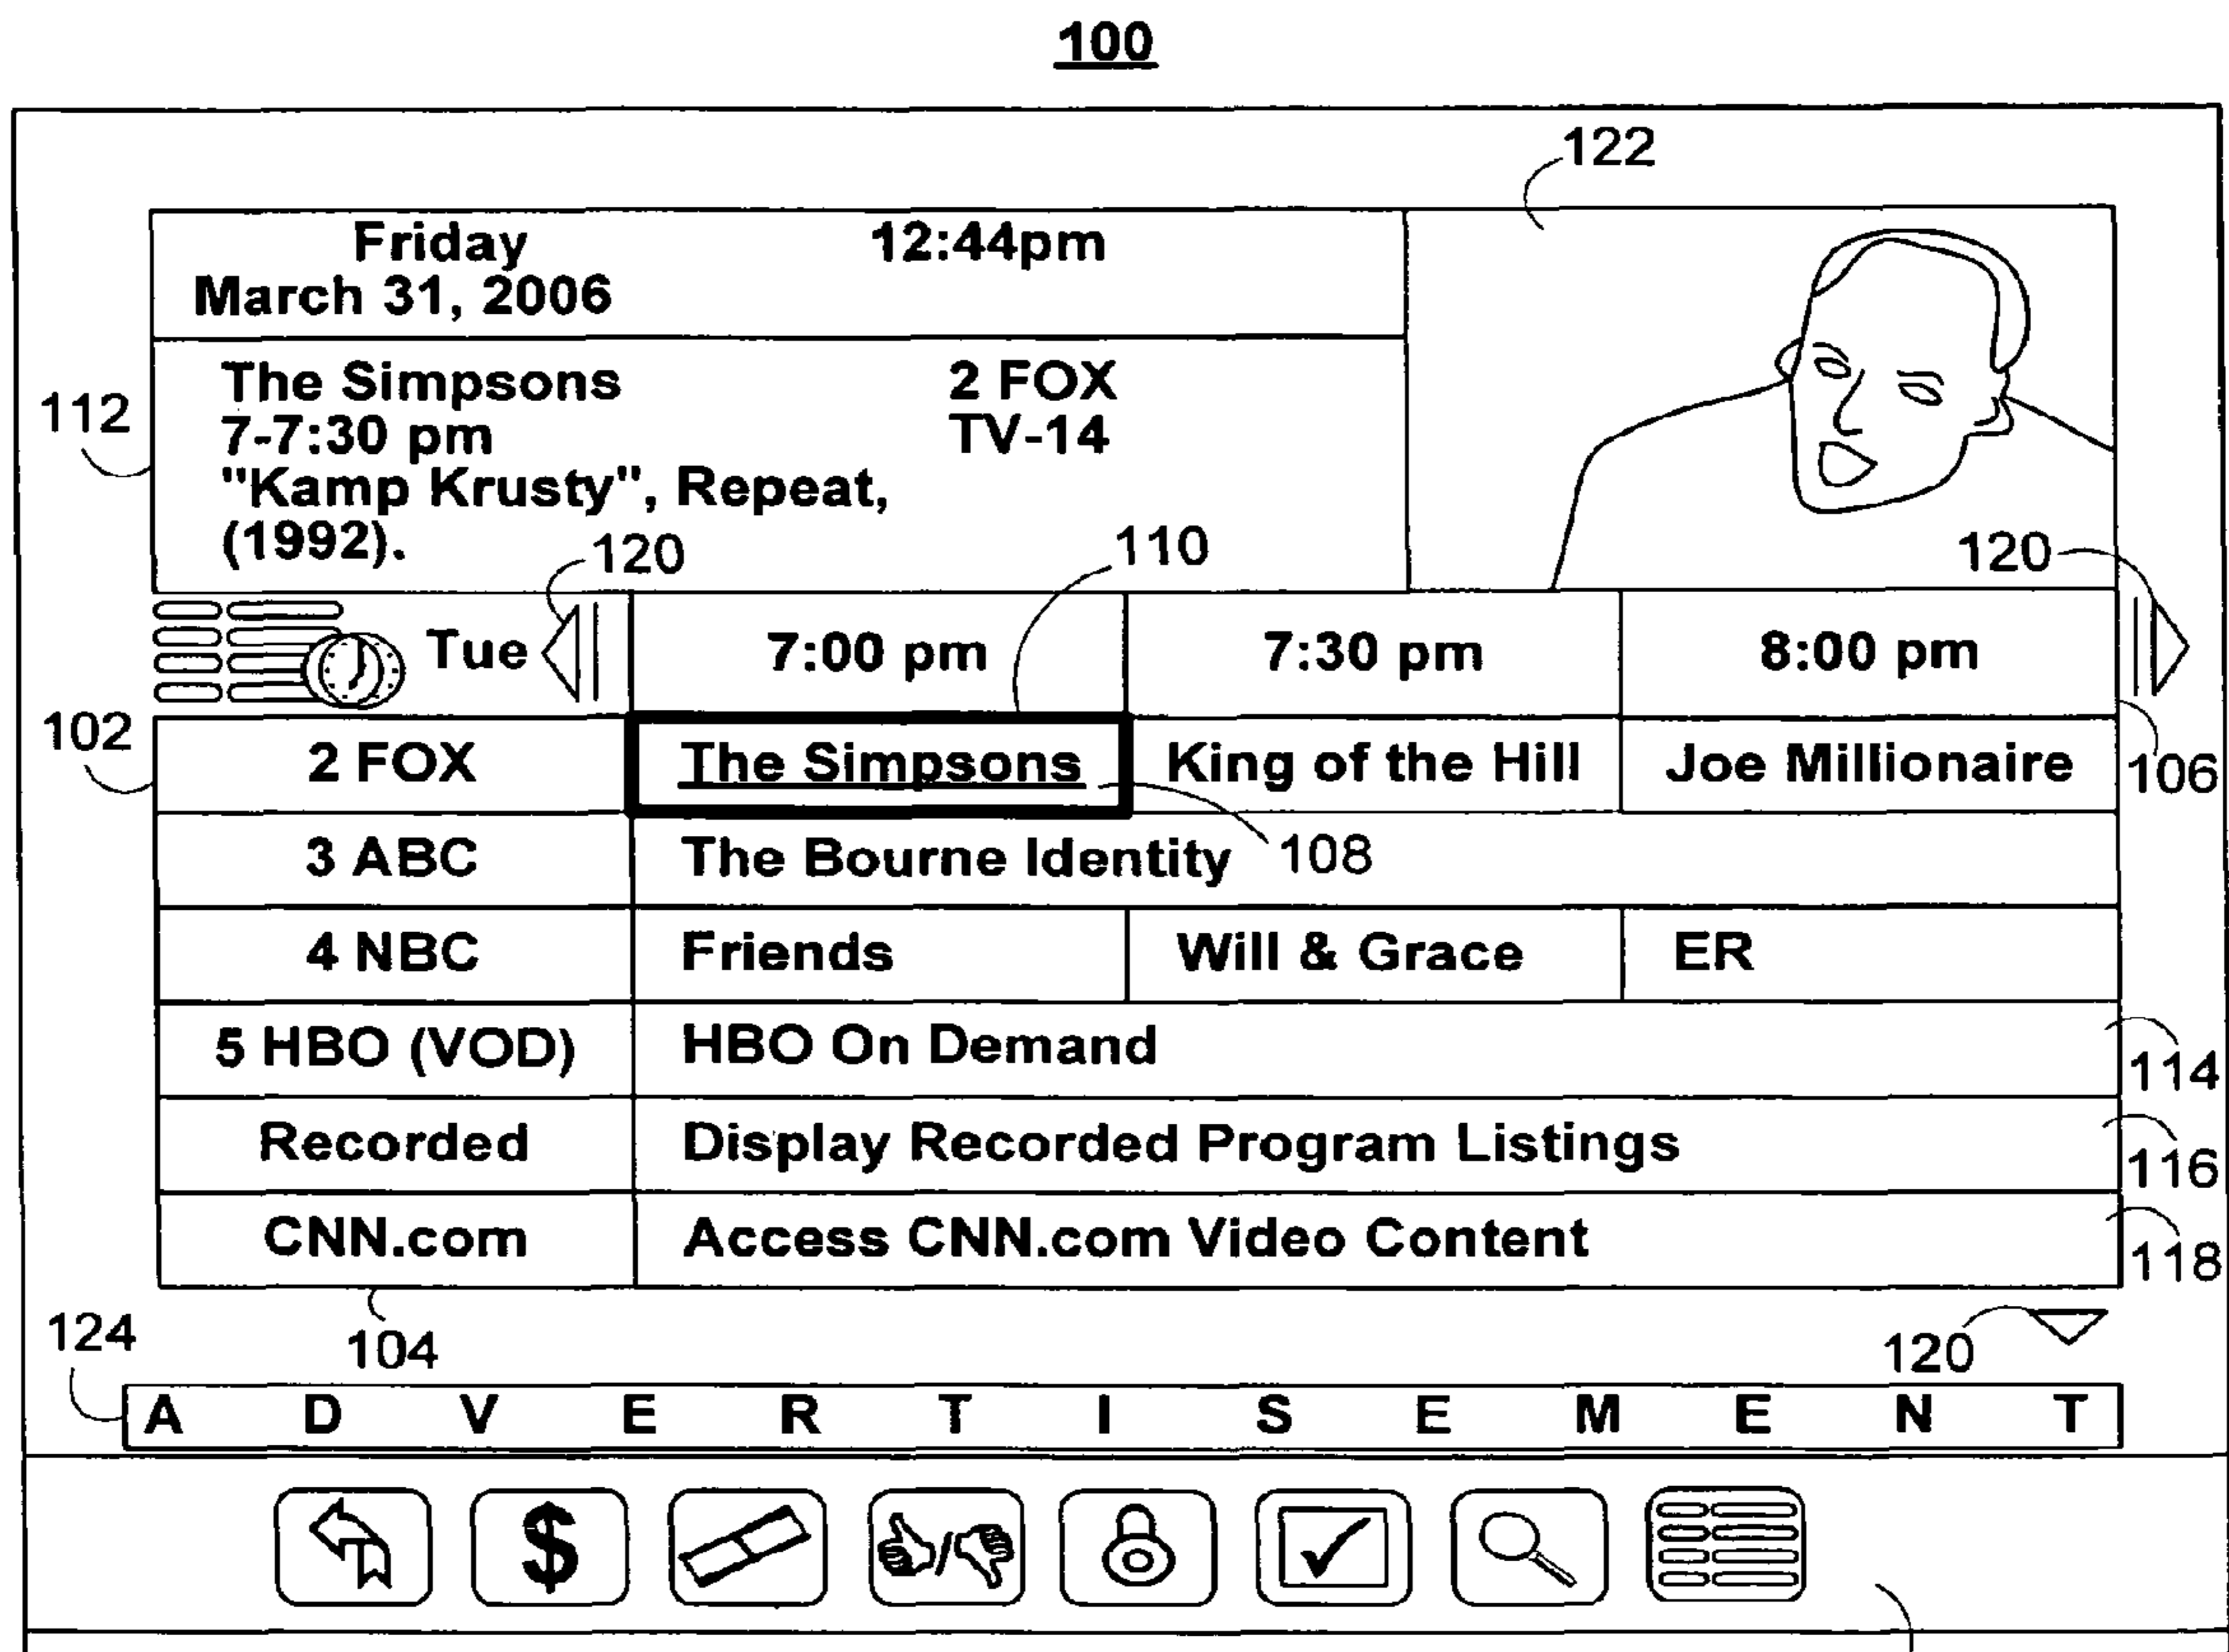 100
122
Friday 12:44pm
March 31, 2006
The Simpsons 2 FOX
112
7-7:30 pm TV-14
"Kamp Krusty", Repeat,
(1992).
120 110 120
Tue 7:00 pm 7:30 pm 8:00 pm
102
2 FOX The Simpsons King of the Hill Joe Millionaire
106
3 ABC The Bourne Identity 108
4 NBC Friends Will & Grace ER
5 HBO (VOD) HBO On Demand
114
Recorded Display Recorded Program Listings
116
CNN.com Access CNN.com Video Content
118
124 104 120
A D V E R T I S E M E N T
$ /